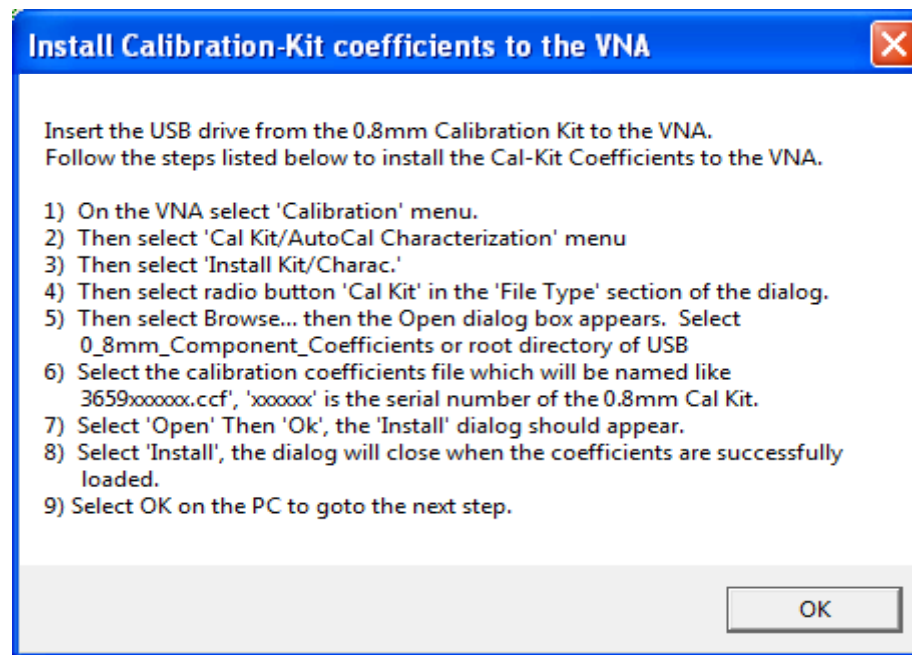 Install Calibration-Kit coefficients to the VNA
Insert the USB drive from the 0.8mm Calibration Kit to the VNA.
Follow the steps listed below to install the Cal-Kit Coefficients to the VNA.
1) On the VNA select 'Calibration' menu.
2) Then select 'Cal Kit/AutoCal Characterization' menu
3) Then select 'Install Kit/Charac.'
4) Then select radio button 'Cal Kit' in the 'File Type' section of the dialog.
5) Then select Browse... then the Open dialog box appears. Select
0_8mm_Component_Coefficients or root directory of USB
6) Select the calibration coefficients file which will be named like
3659xxxxxx.ccf', 'xxxxxx' is the serial number of the 0.8mm Cal Kit.
7) Select 'Open' Then 'Ok', the 'Install' dialog should appear.
8) Select 'Install', the dialog will close when the coefficients are successfully
loaded.
9) Select OK on the PC to goto the next step.
OK